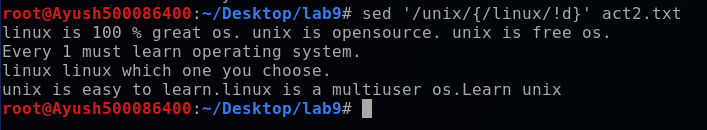 root@Ayush500086400:~/Desktop/lab9# sed '/unix/{/linux/!d}' act2.txt
linux is 100 % great os. unix is opensource. unix is free os.
Every 1 must learn operating system.
linux linux which one you choose.
unix is easy to learn.linux is a multiuser os.Learn unix
root@Ayush500086400:~/Desktop/lab9#